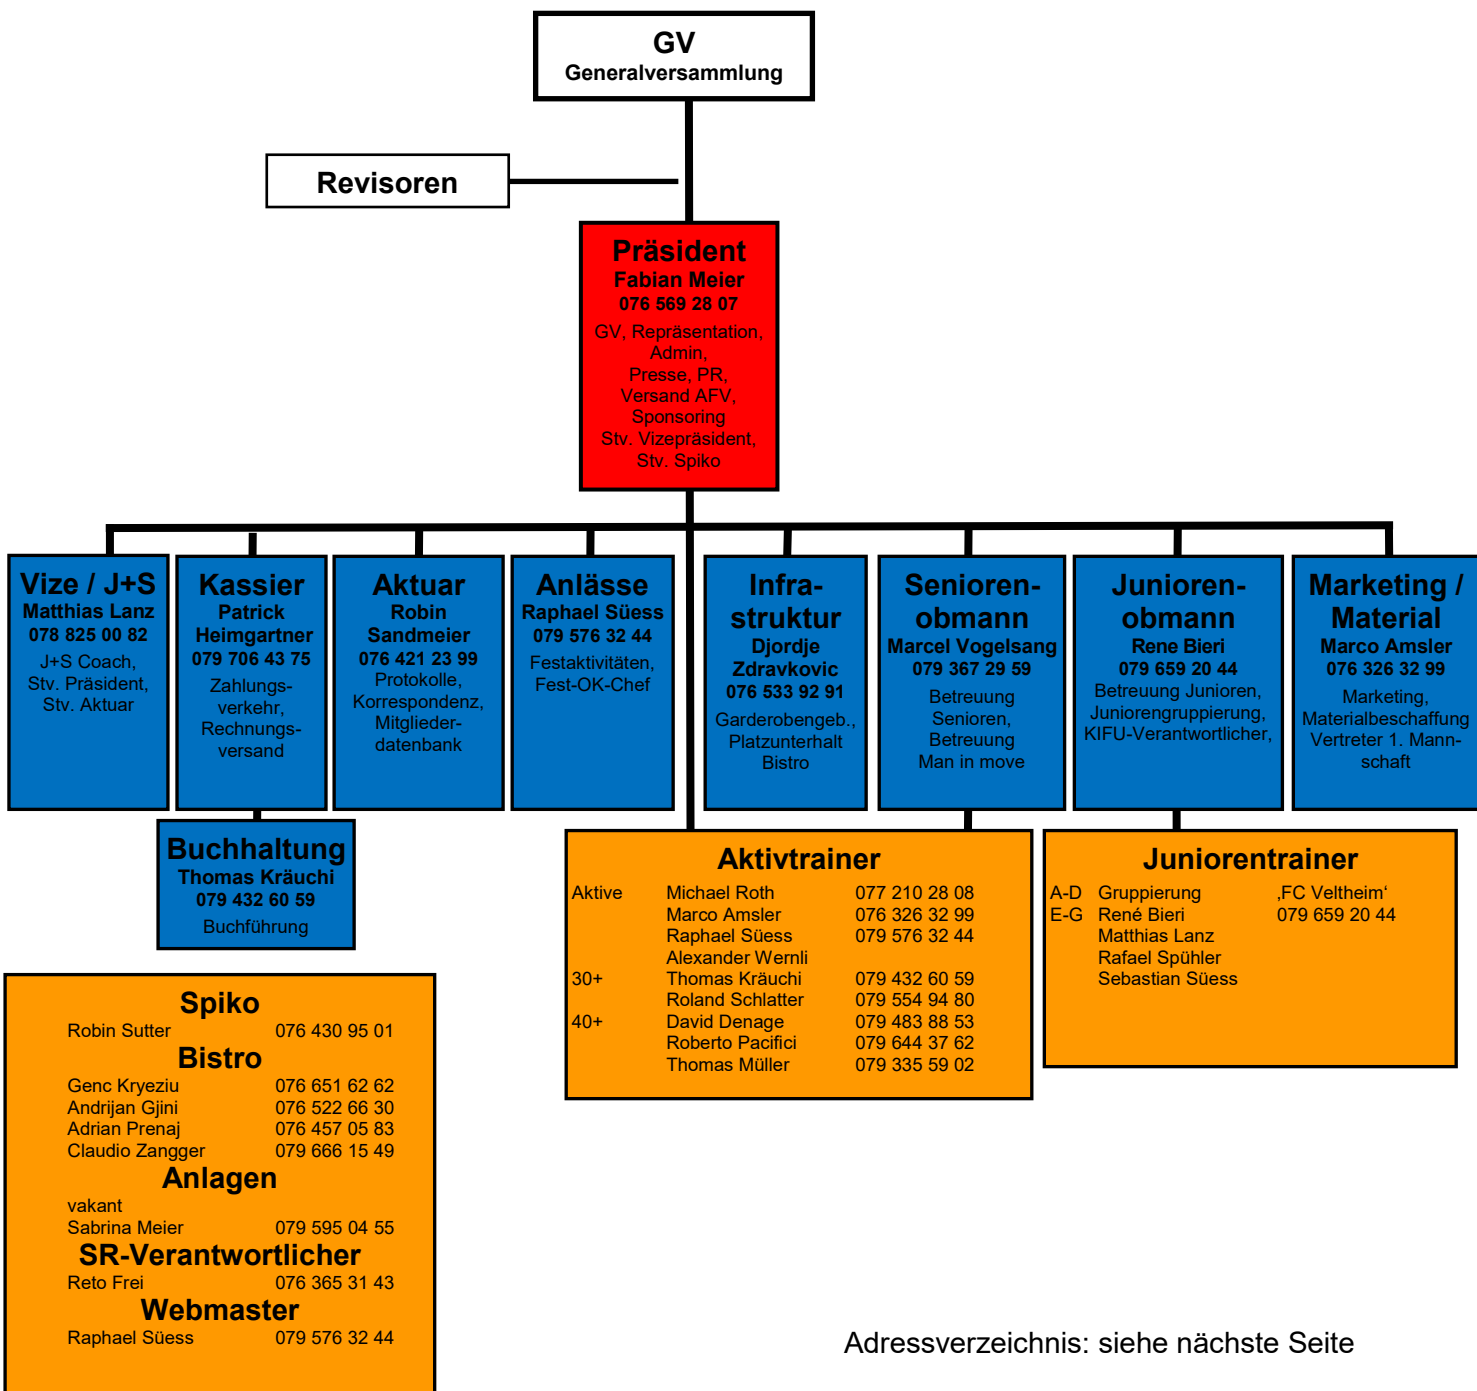 GV
Generalversammlung
Revisoren
Präsident
Fabian Meier
076 569 28 07
GV, Repräsentation,
Admin,
Presse, PR,
Versand AFV,
Sponsoring
Stv. Vizepräsident,
Stv. Spiko
Vize / J+S
Matthias Lanz
078 825 00 82
J+S Coach,
Stv. Präsident,
Stv. Aktuar
Kassier
Patrick
Heimgartner
079 706 43 75
Zahlungs-
verkehr,
Rechnungs-
versand
Aktuar
Robin
Sandmeier
076 421 23 99
Protokolle,
Korrespondenz,
Mitglieder-
datenbank
Anlässe
Raphael Süess
079 576 32 44
Festaktivitäten,
Fest-OK-Chef
Infra-
struktur
Djordje
Zdravkovic
076 533 92 91
Garderobengeb.,
Platzunterhalt
Bistro
Senioren-
obmann
Marcel Vogelsang
079 367 29 59
Betreuung
Senioren,
Betreuung
Man in move
Junioren-
obmann
Rene Bieri
079 659 20 44
Betreuung Junioren,
Juniorengruppierung,
KIFU-Verantwortlicher,
Marketing /
Material
Marco Amsler
076 326 32 99
Marketing,
Materialbeschaffung
Vertreter 1. Mann-
schaft
Buchhaltung
Thomas Kräuchi
079 432 60 59
Buchführung
Aktivtrainer
Aktive Michael Roth 077 210 28 08
Marco Amsler 076 326 32 99
Raphael Süess 079 576 32 44
Alexander Wernli
30+ Thomas Kräuchi 079 432 60 59
Roland Schlatter 079 554 94 80
40+ David Denage 079 483 88 53
Roberto Pacifici 079 644 37 62
Thomas Müller 079 335 59 02
Juniorentrainer
A-D Gruppierung ‚FC Veltheim‘
E-G René Bieri 079 659 20 44
Matthias Lanz
Rafael Spühler
Sebastian Süess
Spiko
Robin Sutter 076 430 95 01
Bistro
Genc Kryeziu 076 651 62 62
Andrijan Gjini 076 522 66 30
Adrian Prenaj 076 457 05 83
Claudio Zangger 079 666 15 49
Anlagen
vakant
Sabrina Meier 079 595 04 55
SR-Verantwortlicher
Reto Frei 076 365 31 43
Webmaster
Raphael Süess 079 576 32 44
Adressverzeichnis: siehe nächste Seite